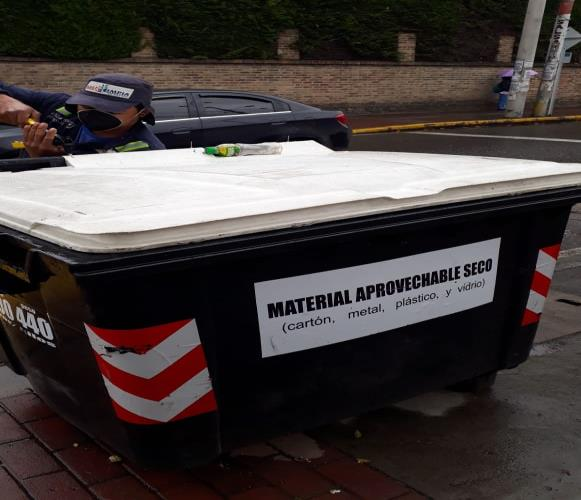 MATERIAL APROVECHABLE SECO
(cartón, metal, plástico, y vidrio)
440